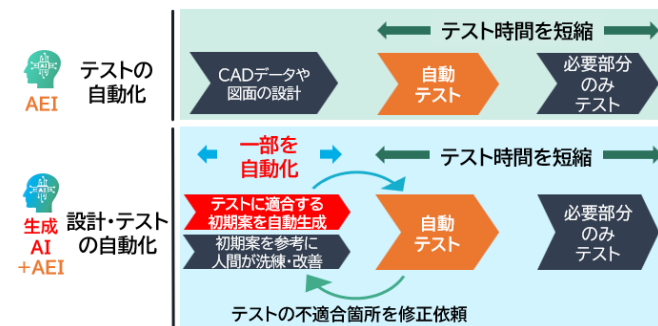 テスト時間を短縮
AEI
テストの
自動化
CADデータや
図面の設計
自動
テスト
必要部分
のみ
テスト
一部を
自動化
テスト時間を短縮
生成
AI
+AEI
設計・テスト
の自動化
テストに適合する
初期案を自動生成
初期案を参考に
人間が洗練・改善
自動
テスト
必要部分
のみ
テスト
テストの不適合箇所を修正依頼